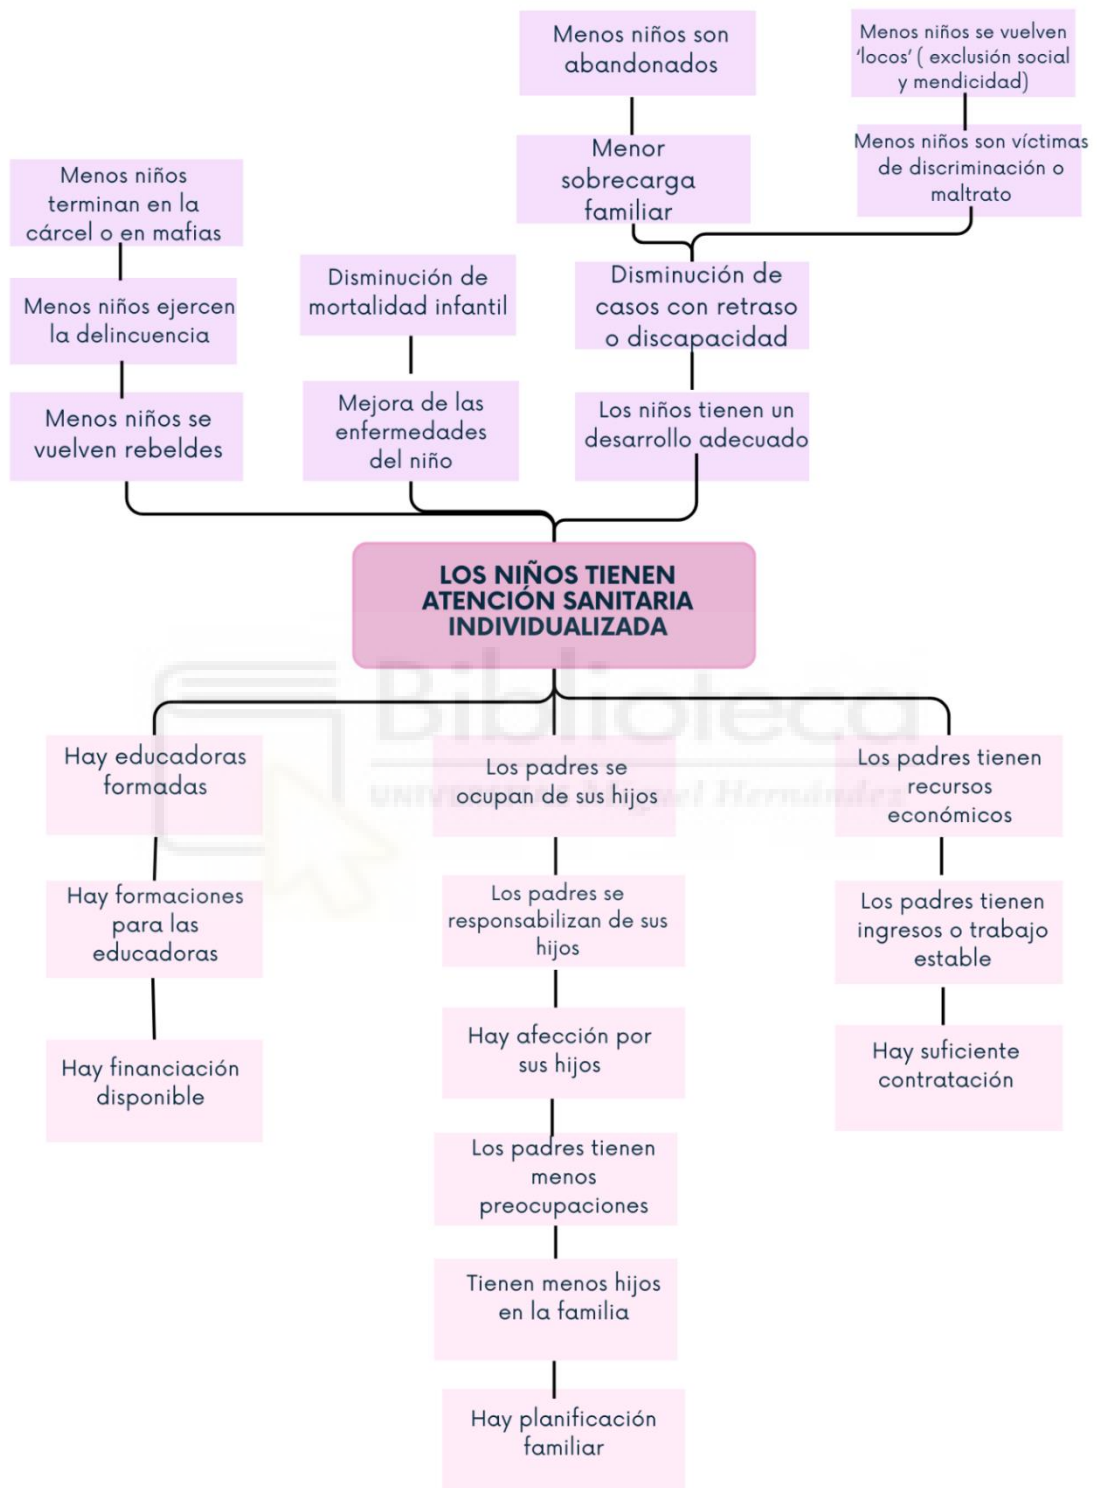 Menos niños son
abandonados
Menos niños se vuelven
‘locos’ ( exclusión social
y mendicidad)
Menor
sobrecarga
familiar
Menos niños son víctimas
de discriminación o
maltrato
Menos niños
terminan en la
cárcel o en mafias
Menos niños ejercen
la delincuencia
Menos niños se
vuelven rebeldes
Disminución de
mortalidad infantil
Mejora de las
enfermedades
del niño
Disminución de
casos con retraso
o discapacidad
Los niños tienen un
desarrollo adecuado
LOS NIÑOS TIENEN
ATENCIÓN SANITARIA
INDIVIDUALIZADA
Biblioteca
UNIVERSITAS Miguel Hernández
Hay educadoras
formadas
Hay formaciones
para las
educadoras
Hay financiación
disponible
Los padres se
ocupan de sus hijos
Los padres se
responsabilizan de sus
hijos
Hay afección por
sus hijos
Los padres tienen
menos
preocupaciones
Tienen menos hijos
en la familia
Hay planificación
familiar
Los padres tienen
recursos
económicos
Los padres tienen
ingresos o trabajo
estable
Hay suficiente
contratación